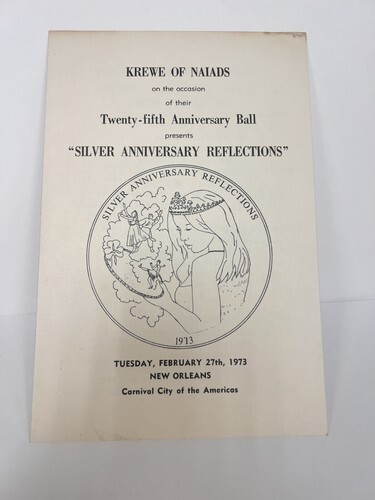 KREWE OF NAIADS
on the occasion
of their
Twenty-fifth Anniversary Ball
presents
"SILVER ANNIVERSARY REFLECTIONS"
SILVER ANNIVERSARY REFLECTIONS
1973
TUESDAY, FEBRUARY 27th, 1973
NEW ORLEANS
Carnival City of the Americas